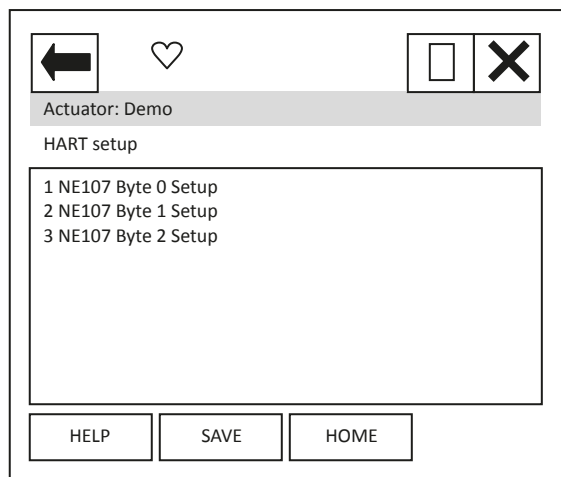 Actuator: Demo
HART setup
1 NE107 Byte 0 Setup
2 NE107 Byte 1 Setup
3 NE107 Byte 2 Setup
HELP SAVE HOME